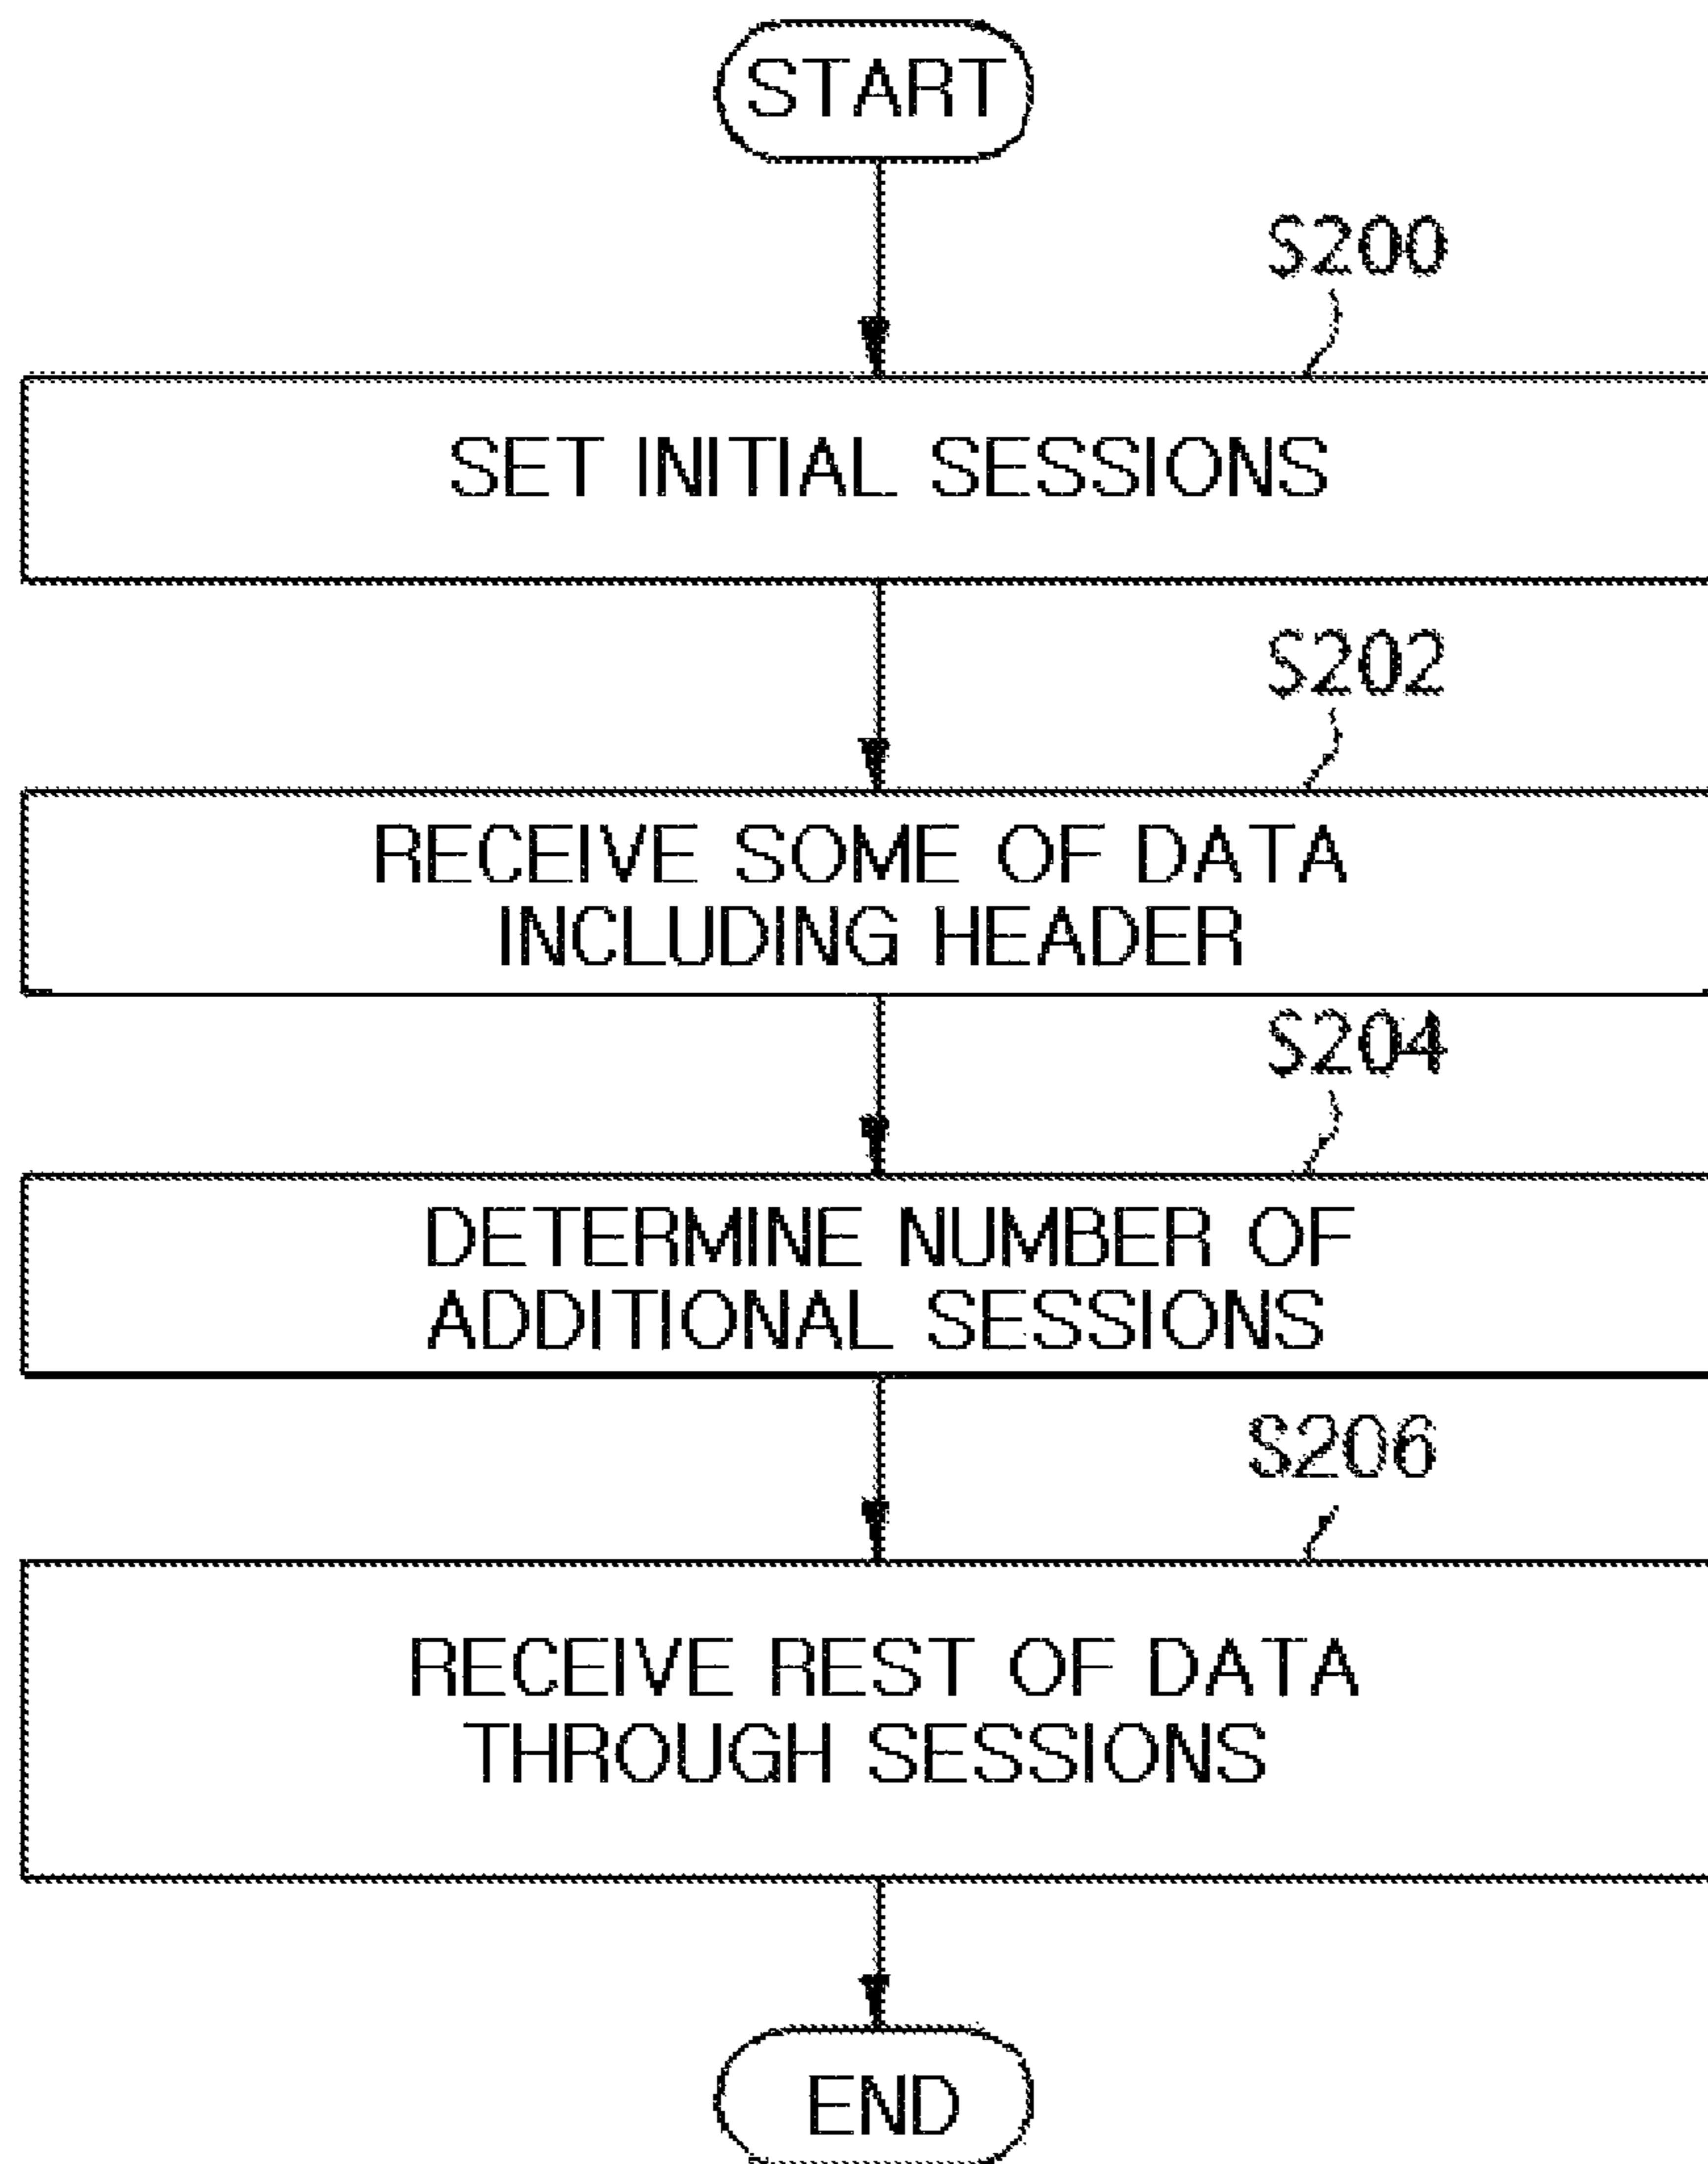 START
S200
SET INITIAL SESSIONS
S202
RECEIVE SOME OF DATA
INCLUDING HEADER
S204
DETERMINE NUMBER OF
ADDITIONAL SESSIONS
S206
RECEIVE REST OF DATA
THROUGH SESSIONS
END